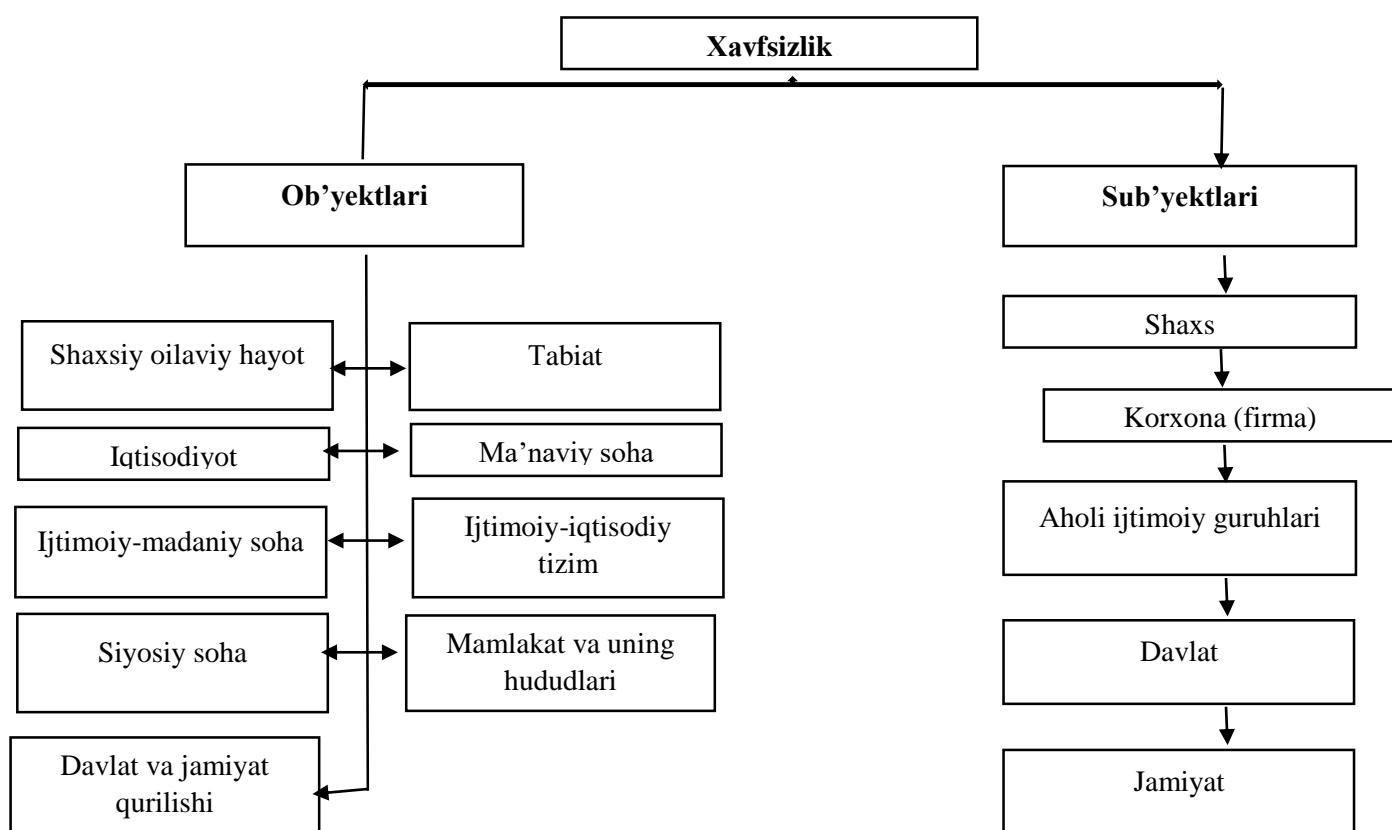 Xavfsizlik
Ob’yektlari
Sub’yektlari
Shaxsiy oilaviy hayot
Tabiat
Iqtisodiyot
Ma’naviy soha
Ijtimoiy-madaniy soha
Ijtimoiy-iqtisodiy
tizim
Siyosiy soha
Mamlakat va uning
hududlari
Davlat va jamiyat
qurilishi
Shaxs
Korxona (firma)
Aholi ijtimoiy guruhlari
Davlat
Jamiyat